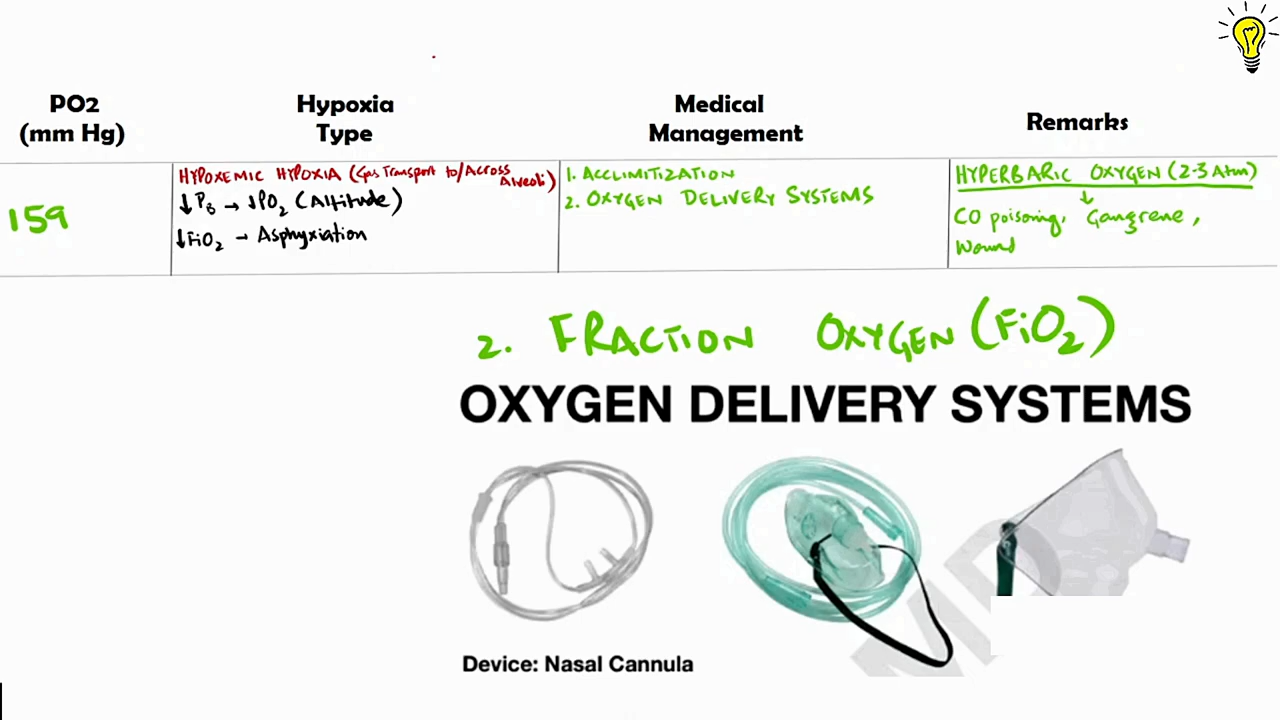 PO2
(mm Hg)
Hypoxia
Type
Medical
Management
Remarks
159
HYPOXEMIC HYPOXIA (Gas Transport to/Across
Alveoli)
↓PB → ↓PO2 (Altitude)
↓FiO2 → Asphyxiation
1. ACCLIMITIZATION
2. OXYGEN DELIVERY SYSTEMS
HYPERBARIC OXYGEN (2-3 Atm)
↓
CO poisoning, Gangrene,
Wound
2. FRACTION OXYGEN (FiO2)
OXYGEN DELIVERY SYSTEMS
Device: Nasal Cannula